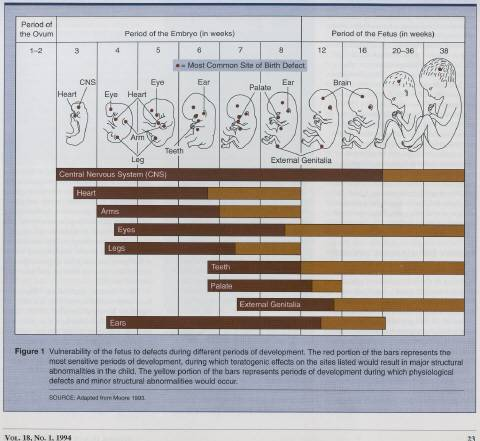 Period of the Ovum
Period of the Embryo (in weeks)
Period of the Fetus (in weeks)
1–2 3 4 5 6 7 8 12 16 20–36 38
• = Most Common Site of Birth Defect
CNS
Heart
Eye
Heart
Eye
Ear
Palate
Ear
Brain
Arm
Teeth
Leg
External Genitalia
Central Nervous System (CNS)
Heart
Arms
Eyes
Legs
Teeth
Palate
External Genitalia
Ears
Figure 1 Vulnerability of the fetus to defects during different periods of development. The red portion of the bars represents the
most sensitive periods of development, during which teratogenic effects on the sites listed would result in major structural
abnormalities in the child. The yellow portion of the bars represents periods of development during which physiological
defects and minor structural abnormalities would occur.
SOURCE: Adapted from Moore 1993.
VOL. 18, NO. 1, 1994
23